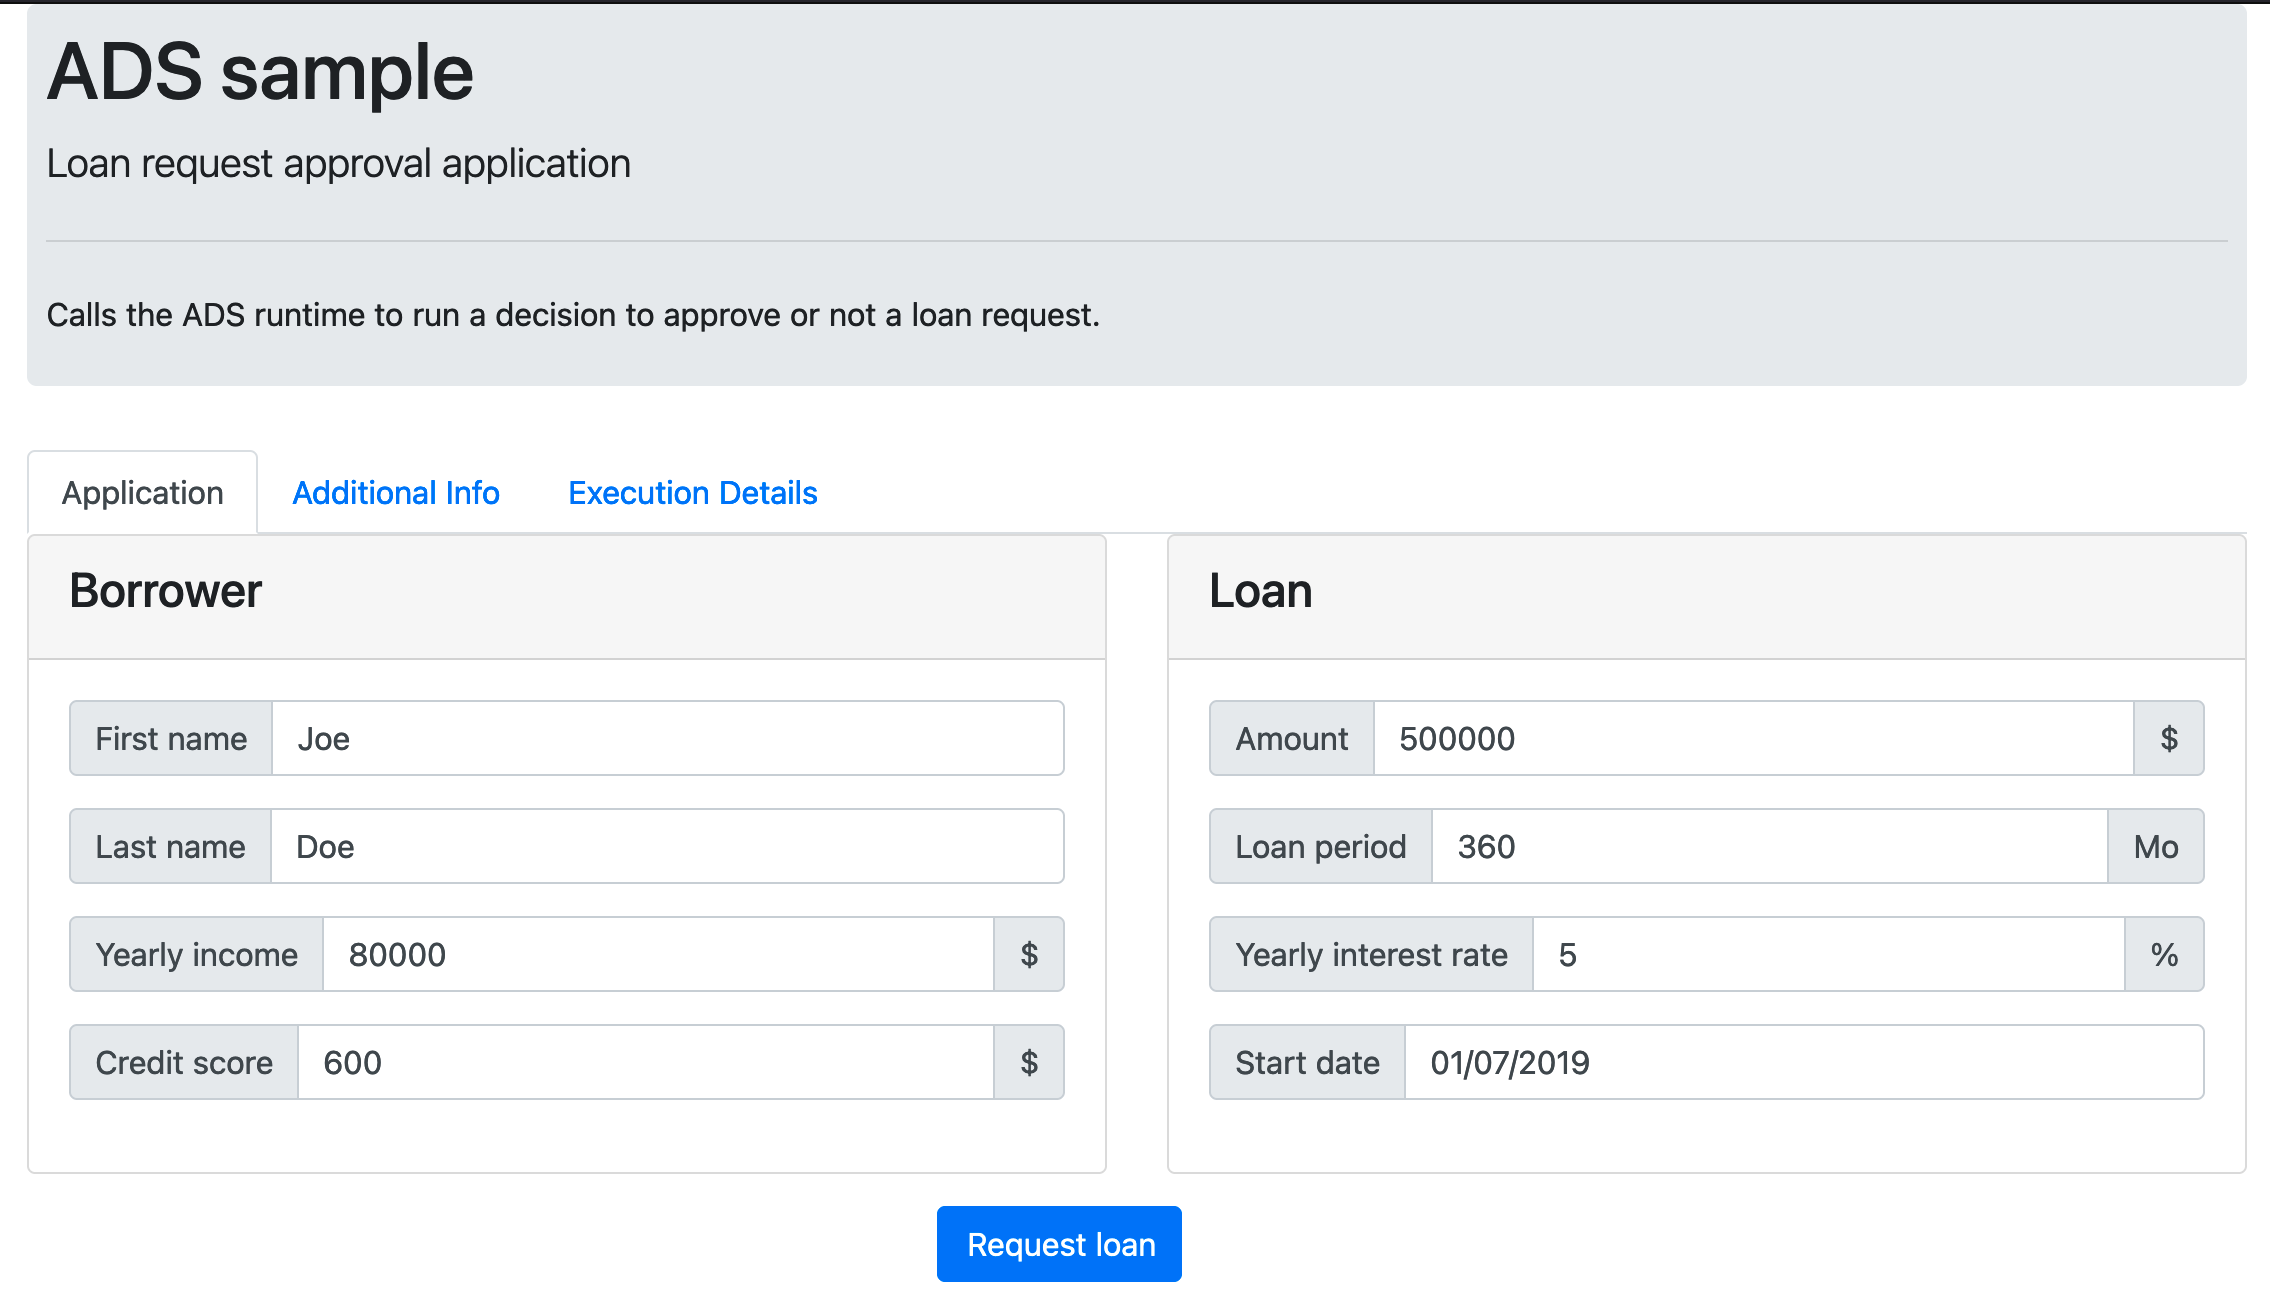 ADS sample
Loan request approval application
Calls the ADS runtime to run a decision to approve or not a loan request.
Application Additional Info Execution Details
Borrower
First name Joe
Last name Doe
Yearly income 80000 $
Credit score 600 $
Loan
Amount 500000 $
Loan period 360 Mo
Yearly interest rate 5 %
Start date 01/07/2019
Request loan